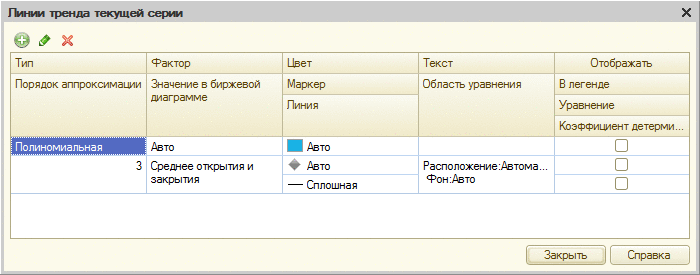 Линии тренда текущей серии
Тип Фактор Цвет Текст Отображать
Порядок аппроксимации Значение в биржевой диаграмме Маркер Область уравнения В легенде
Линия Уравнение
Коэффициент детерми...
Полиномиальная Авто Авто
3 Среднее открытия и закрытия Авто Расположение:Автома...
Фон:Авто
Сплошная
Закрыть Справка